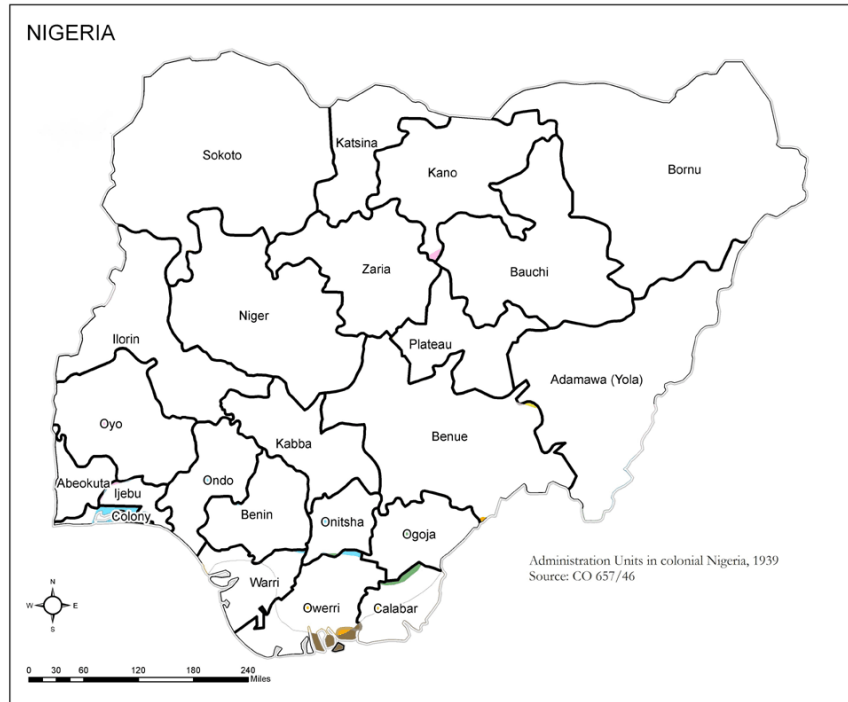 NIGERIA
Sokoto
Katsina
Kano
Bornu
Zaria
Bauchi
Niger
Plateau
Ilorin
Adamawa (Yola)
Oyo
Kabba
Benue
Abeokuta
Ijebu
Ondo
Colony
Benin
Onitsha
Ogoja
Administration Units in colonial Nigeria, 1939
Source: CO 657/46
Warri
Owerri
Calabar
N
W E
S
0 15 30 60 120 180 240
Miles